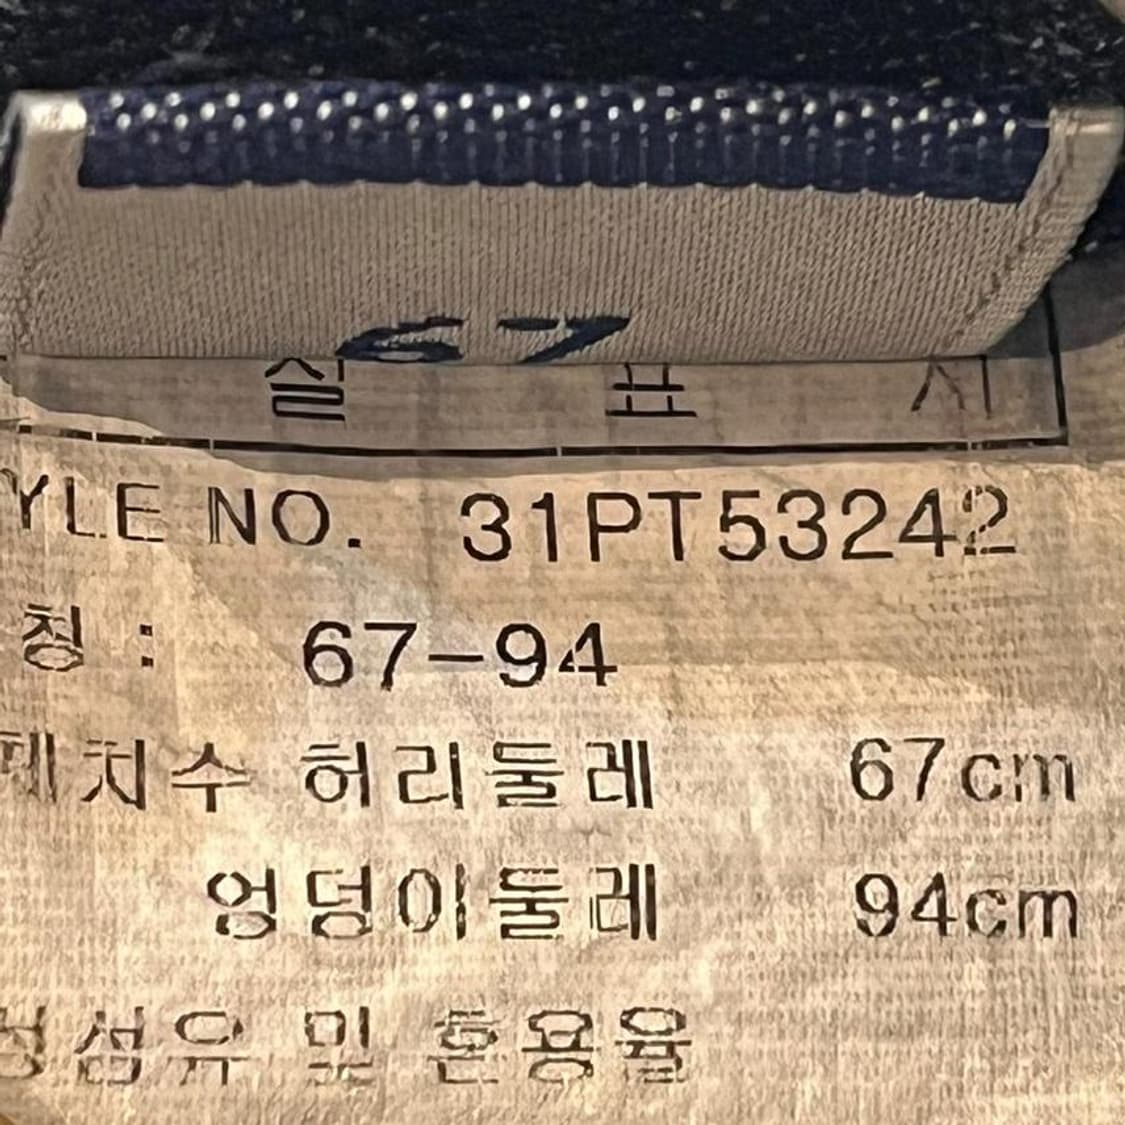 67
실 표 시
YLE NO. 31PT53242
칭 : 67-94
체치수 허리둘레 67cm
엉덩이둘레 94cm
성섬유 및 혼용율